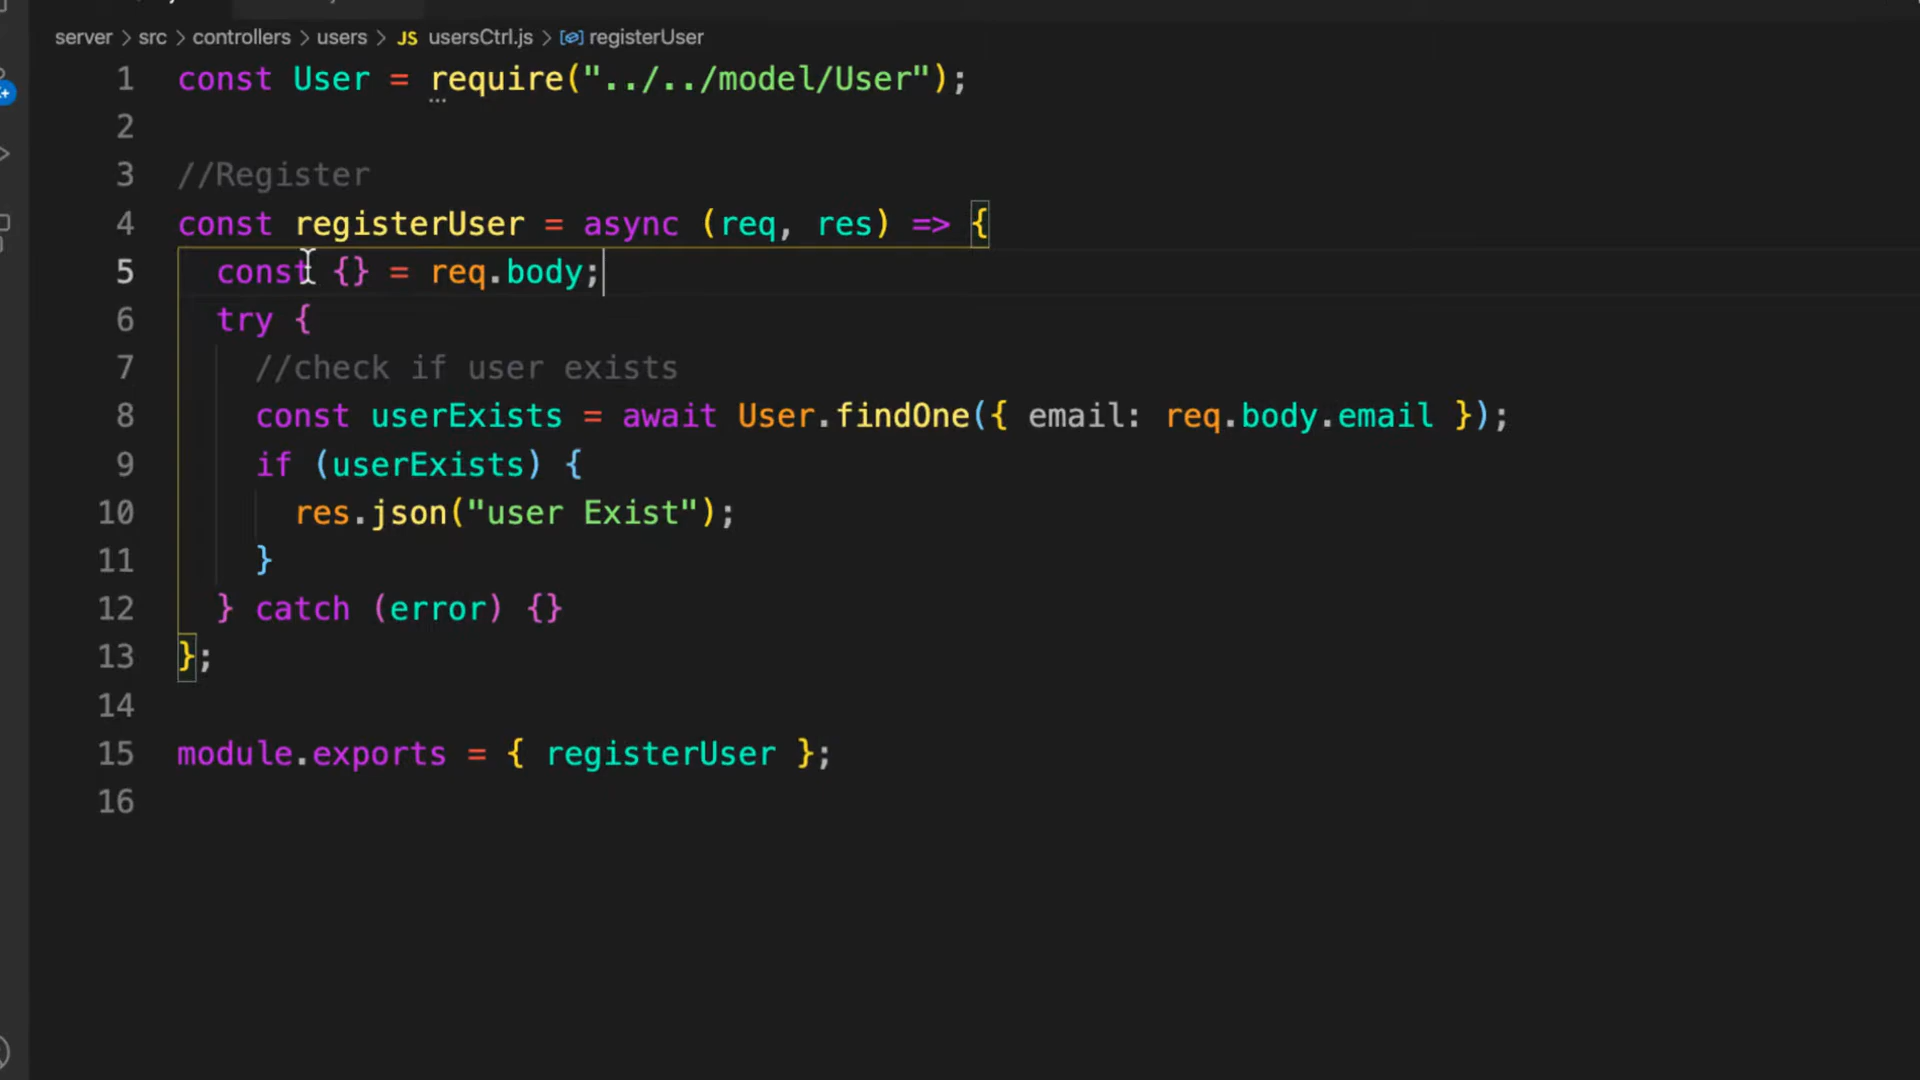 server > src > controllers > users > JS usersCtrl.js > registerUser
1 const User = require("../../model/User");
2
3 //Register
4 const registerUser = async (req, res) => {
5 const {} = req.body;
6 try {
7 //check if user exists
8 const userExists = await User.findOne({ email: req.body.email });
9 if (userExists) {
10 res.json("user Exist");
11 }
12 } catch (error) {}
13 };
14
15 module.exports = { registerUser };
16